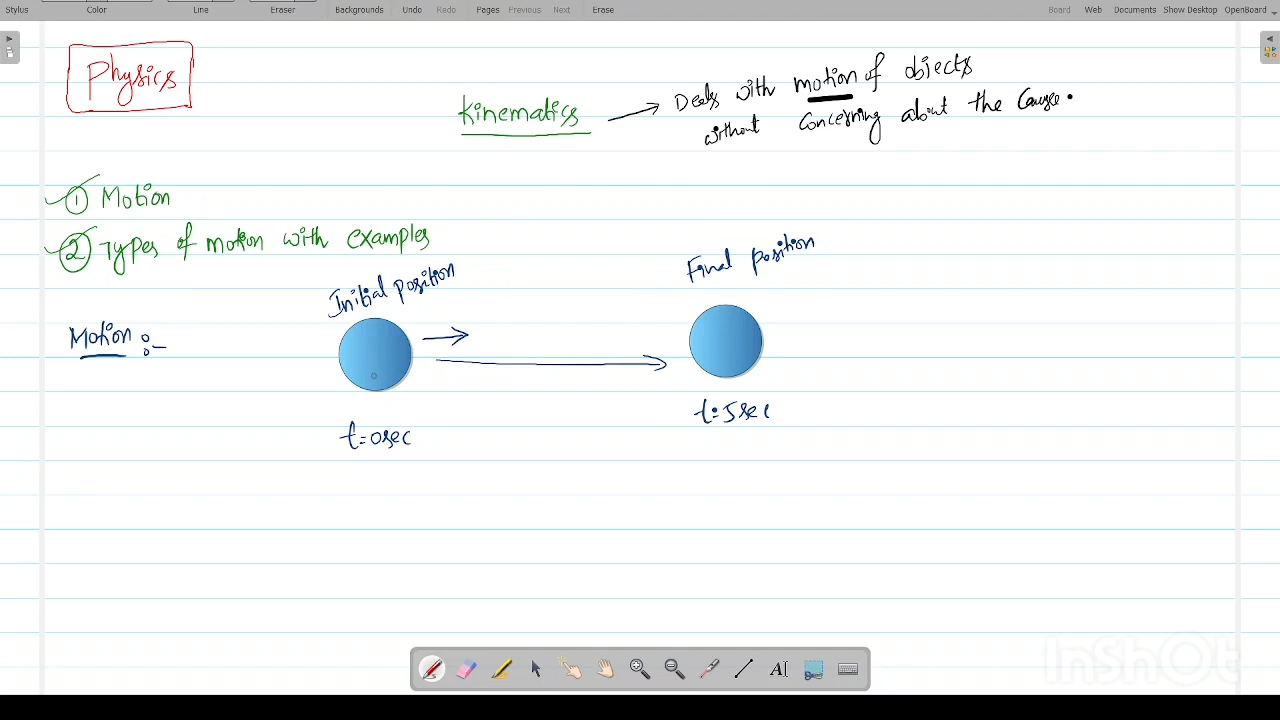 Stylus Color Line Eraser Backgrounds Undo Redo Pages Previous Next Erase Board Web Documents Show Desktop OpenBoard
Physics
Kinematics → Deals with motion of objects
without concerning about the Cause.
① Motion
② Types of motion with examples
Initial position
Final position
Motion :-
t=0sec
t=5sec
InShOt